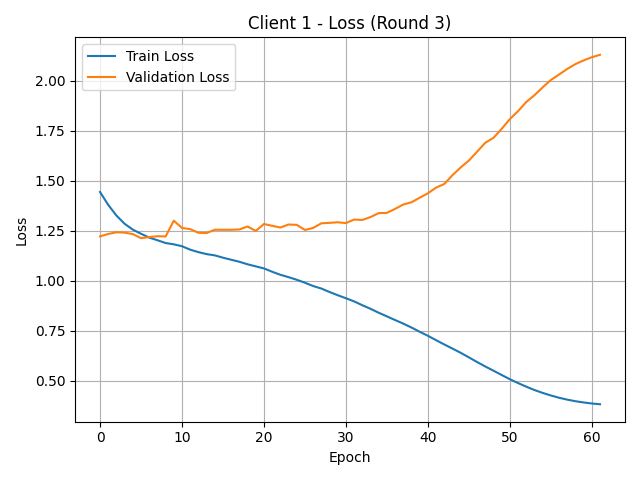 Client 1 - Loss (Round 3)
Train Loss
Validation Loss
Loss
2.00
1.75
1.50
1.25
1.00
0.75
0.50
0 10 20 30 40 50 60
Epoch